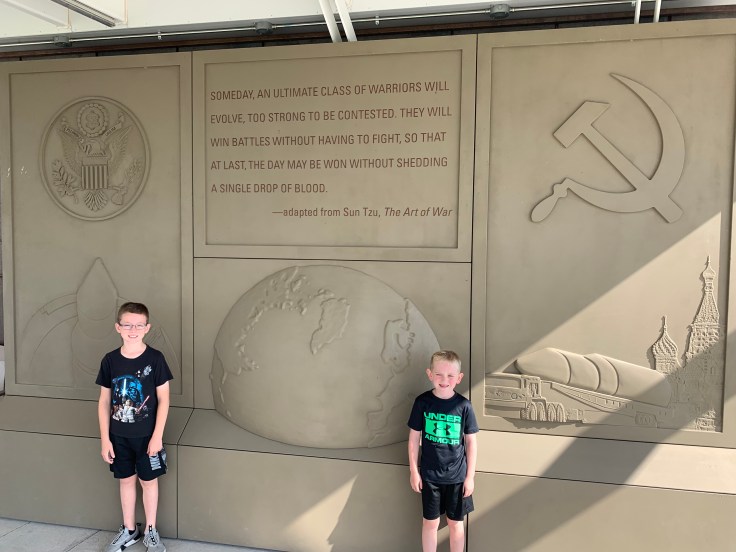 SOMEDAY, AN ULTIMATE CLASS OF WARRIORS WILL
EVOLVE, TOO STRONG TO BE CONTESTED. THEY WILL
WIN BATTLES WITHOUT HAVING TO FIGHT, SO THAT
AT LAST, THE DAY MAY BE WON WITHOUT SHEDDING
A SINGLE DROP OF BLOOD.
—adapted from Sun Tzu, The Art of War
UNDER
ARMOUR